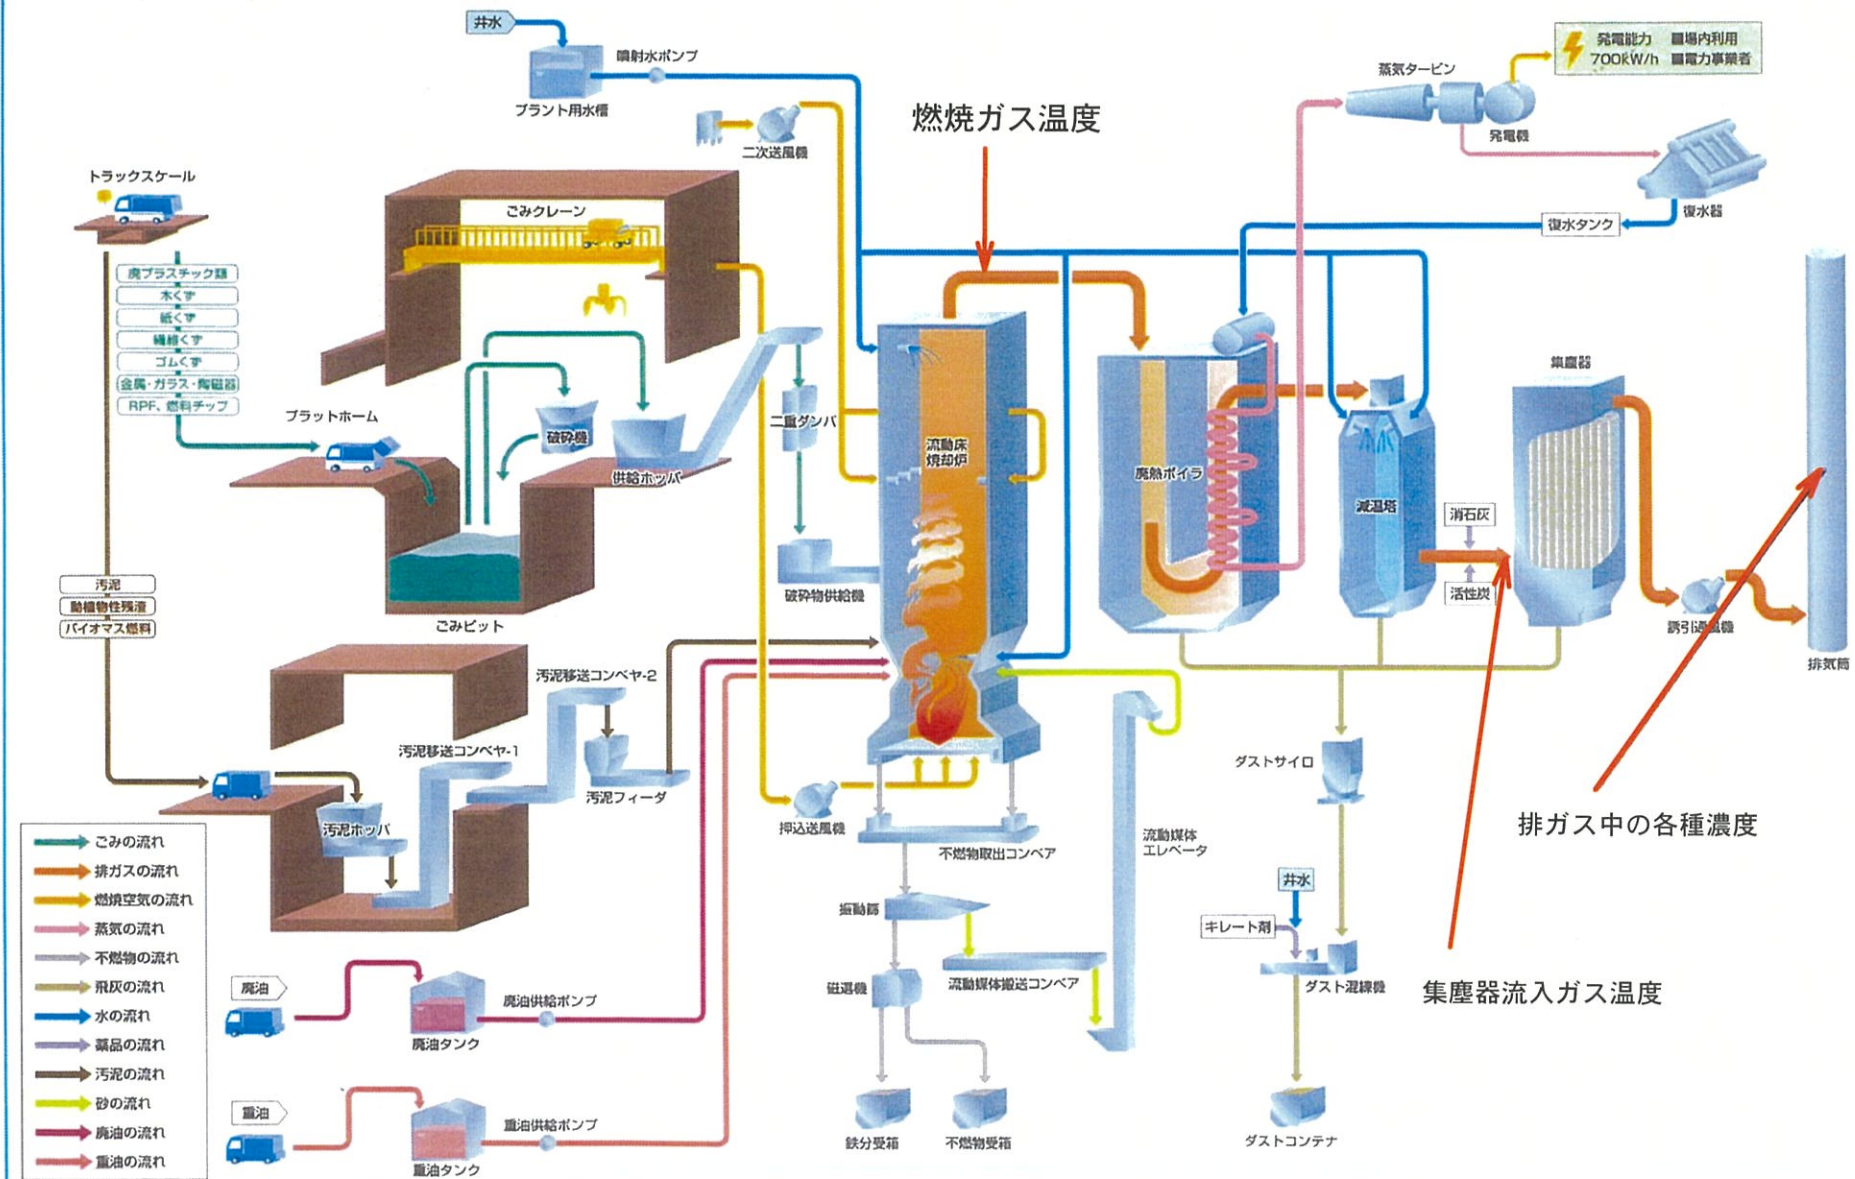 井水
噴射水ポンプ
プラント用水槽
二次送風機
燃焼ガス温度
蒸気タービン
発電機
発電能力 ■場内利用
700kW/h ■電力事業者
復水器
復水タンク
トラックスケール
廃プラスチック類
木くず
紙くず
繊維くず
ゴムくず
金属・ガラス・陶磁器
RPF、燃料チップ
ごみクレーン
プラットホーム
破砕機
供給ホッパ
二重ダンパ
破砕物供給機
ごみピット
流動床
焼却炉
廃熱ボイラ
減温塔
消石灰
活性炭
集塵器
誘引通風機
排気筒
汚泥
動植物性残渣
バイオマス燃料
汚泥移送コンベヤ-2
汚泥移送コンベヤ-1
汚泥フィーダ
汚泥ホッパ
押込送風機
不燃物取出コンベア
流動媒体
エレベータ
ダストサイロ
排ガス中の各種濃度
集塵器流入ガス温度
振動篩
流動媒体搬送コンベア
磁選機
鉄分受箱
不燃物受箱
井水
キレート剤
ダスト混練機
ダストコンテナ
廃油
廃油タンク
廃油供給ポンプ
重油
重油タンク
重油供給ポンプ
ごみの流れ
排ガスの流れ
燃焼空気の流れ
蒸気の流れ
不燃物の流れ
飛灰の流れ
水の流れ
薬品の流れ
汚泥の流れ
砂の流れ
廃油の流れ
重油の流れ